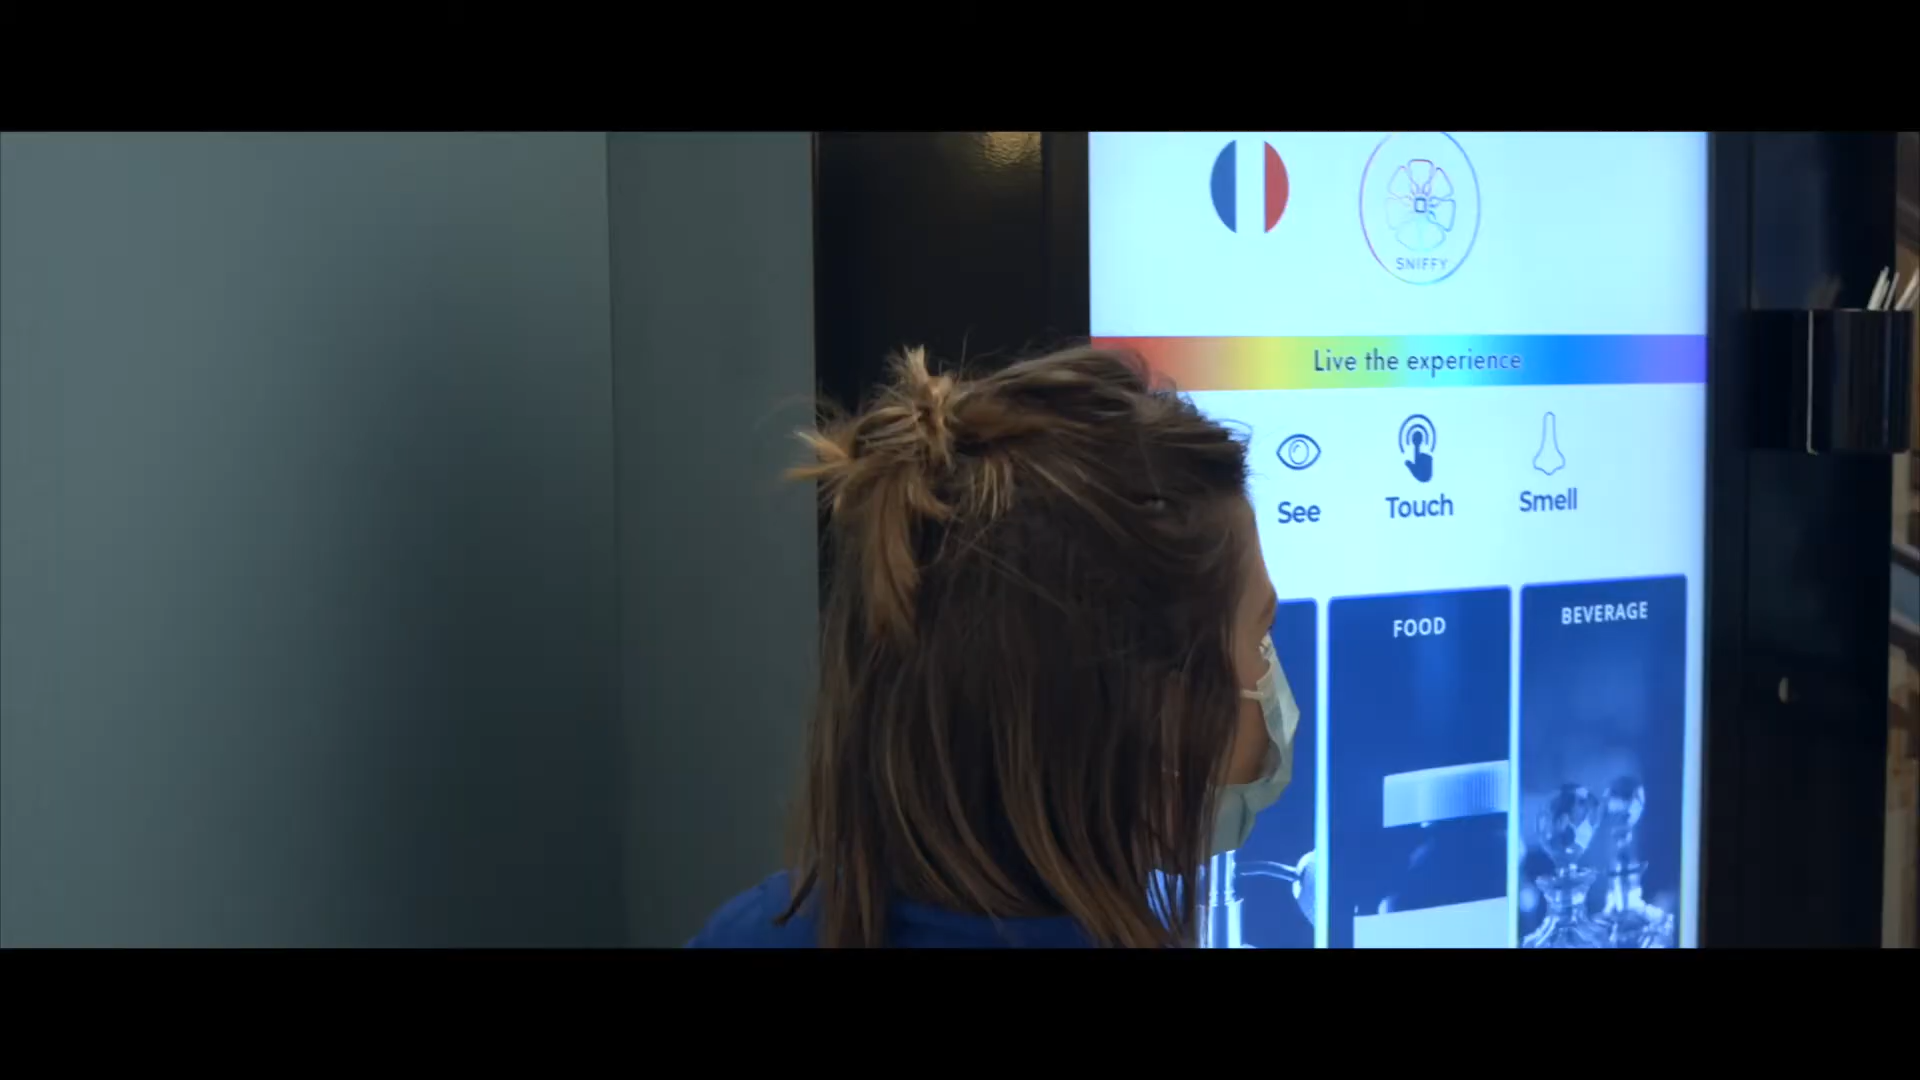 SNIFFY
Live the experience
See
Touch
Smell
FOOD
BEVERAGE